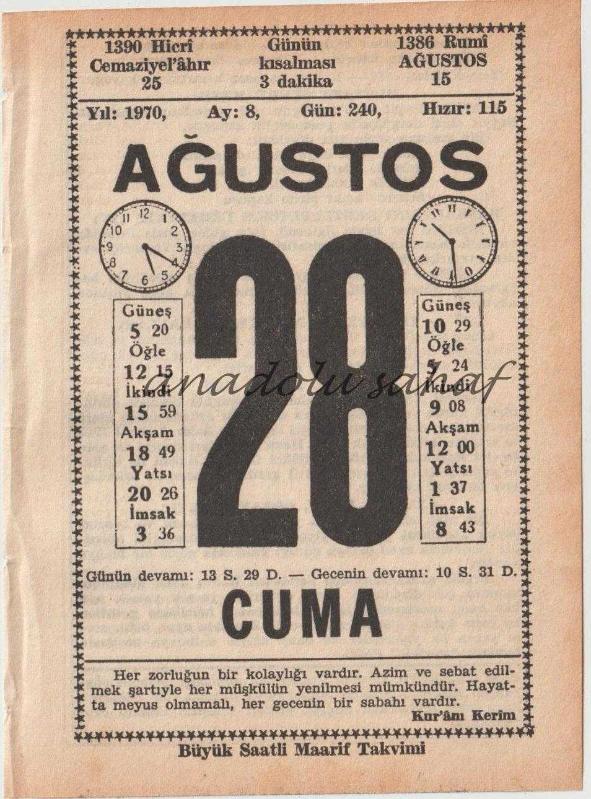 1390 Hicrî
Cemaziyel'âhır
25
Günün
kısalması
3 dakika
1386 Rumî
AĞUSTOS
15
Yıl: 1970, Ay: 8, Gün: 240, Hızır: 115
AĞUSTOS
28
Güneş
5 20
Öğle
12 15
İkindi
15 59
Akşam
18 49
Yatsı
20 26
İmsak
3 36
Güneş
10 29
Öğle
5 24
İkindi
9 08
Akşam
12 00
Yatsı
1 37
İmsak
8 43
anadolu sahaf
Günün devamı: 13 S. 29 D. — Gecenin devamı: 10 S. 31 D.
CUMA
Her zorluğun bir kolaylığı vardır. Azim ve sebat edil-
mek şartıyle her müşkülün yenilmesi mümkündür. Hayat-
ta meyus olmamalı, her gecenin bir sabahı vardır.
Kur'ânı Kerîm
Büyük Saatli Maarif Takvimi